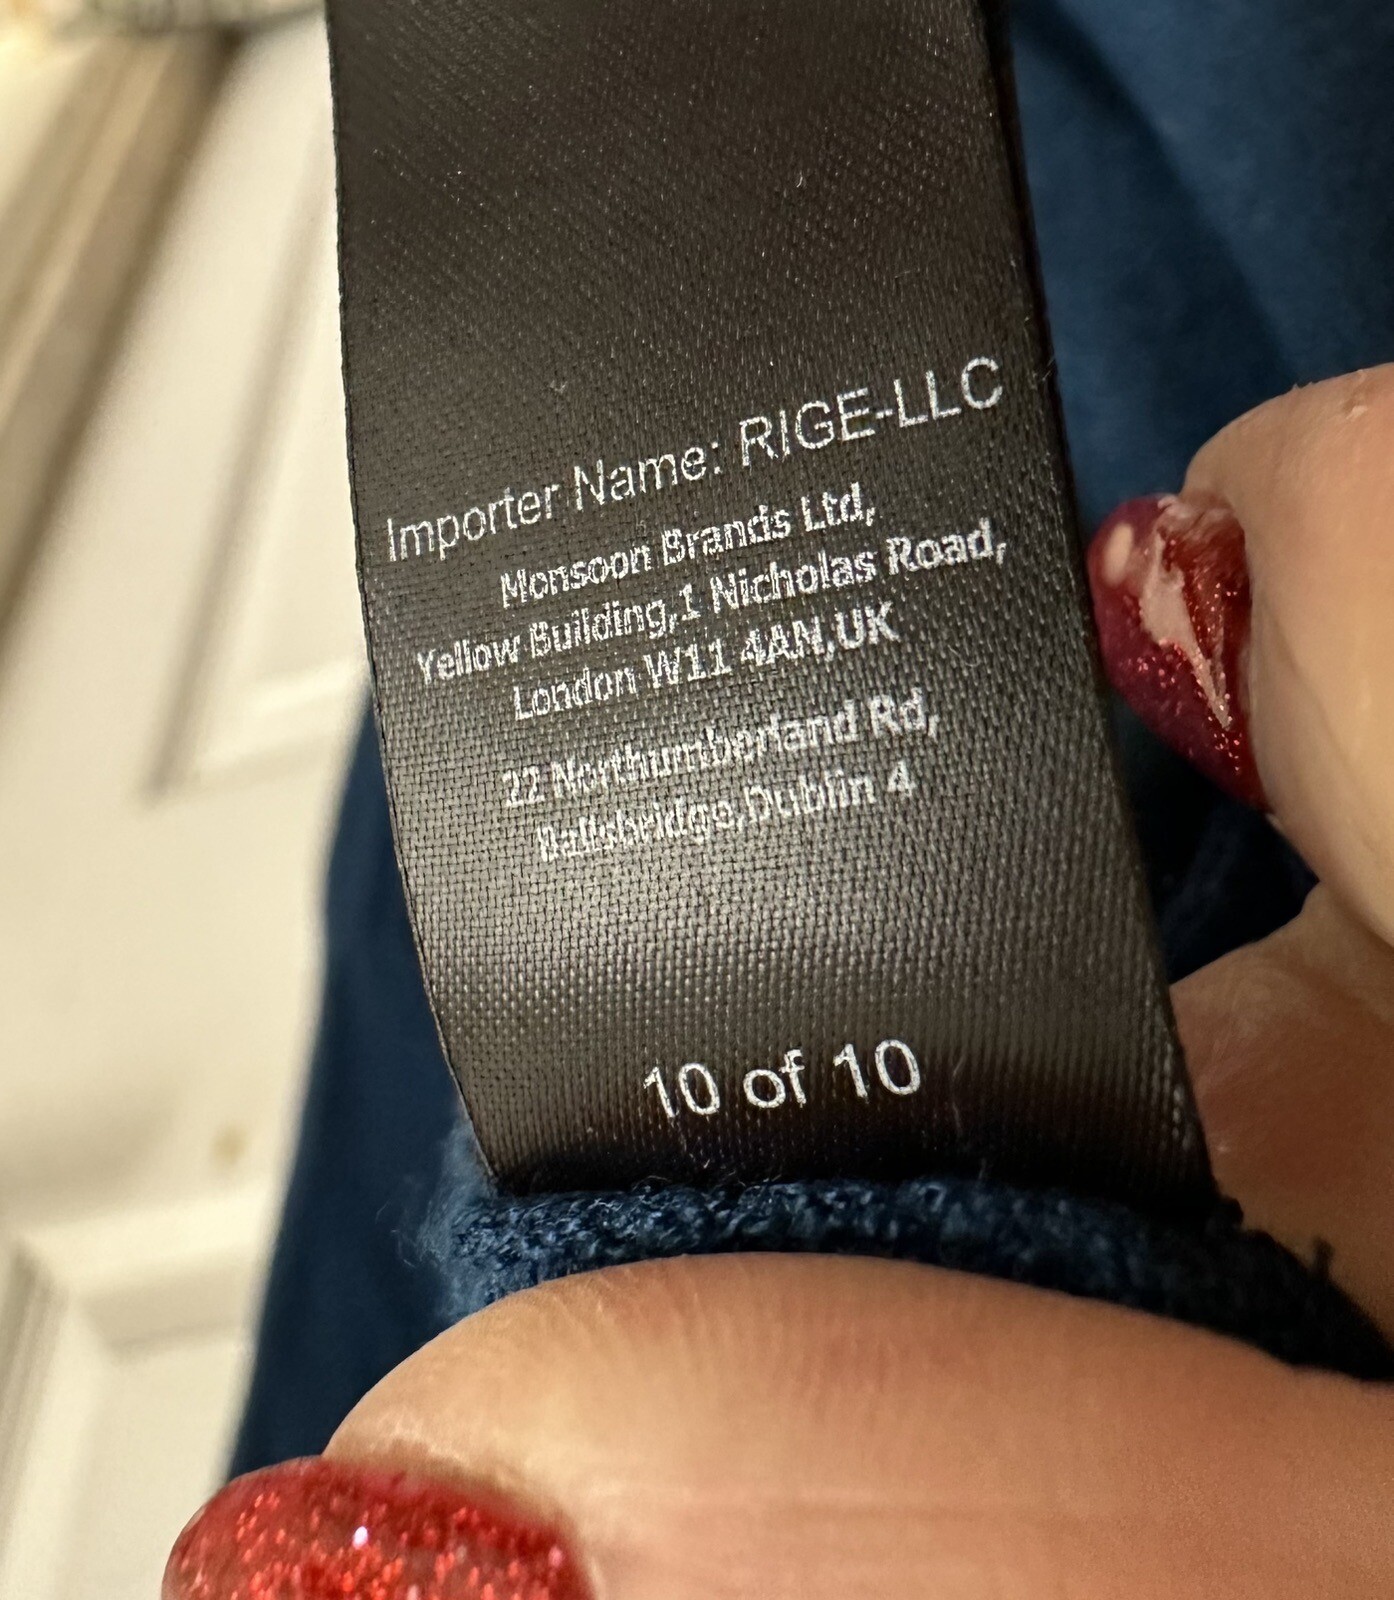 Importer Name: RIGE-LLC
Monsoon Brands Ltd,
Yellow Building,1 Nicholas Road,
London W11 4AN,UK
22 Northumberland Rd,
Ballsbridge,Dublin 4
10 of 10